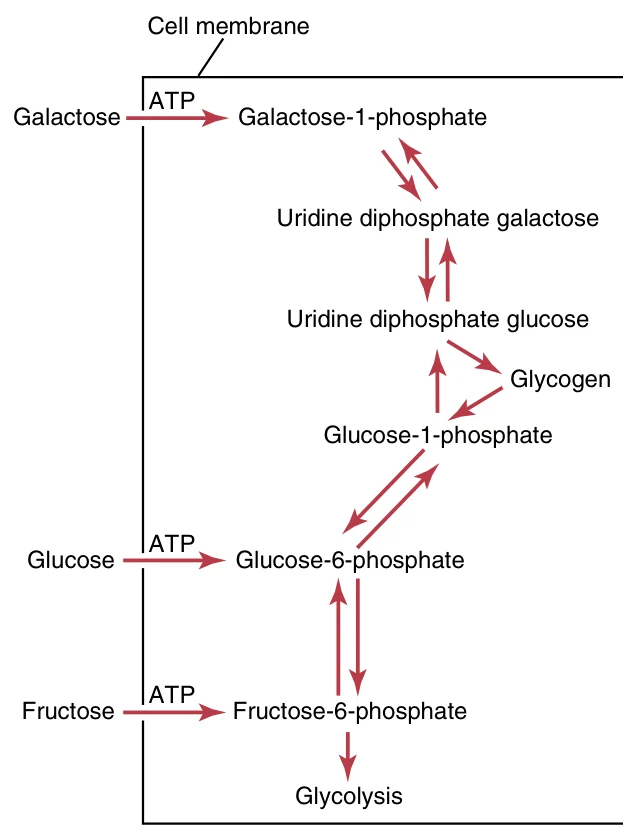 Cell membrane
ATP
Galactose
Galactose-1-phosphate
Uridine diphosphate galactose
Uridine diphosphate glucose
Glycogen
Glucose-1-phosphate
ATP
Glucose
Glucose-6-phosphate
ATP
Fructose
Fructose-6-phosphate
Glycolysis